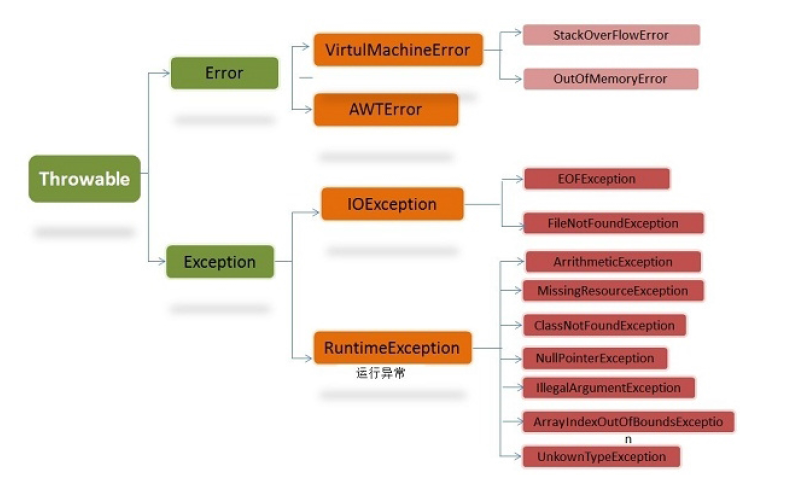 Throwable
Error
VirtulMachineError
StackOverFlowError
OutOfMemoryError
AWTError
Exception
IOException
EOFException
FileNotFoundException
RuntimeException
运行异常
ArrithmeticException
MissingResourceException
ClassNotFoundException
NullPointerException
IllegalArgumentException
ArrayIndexOutOfBoundsExceptio
n
UnkownTypeException